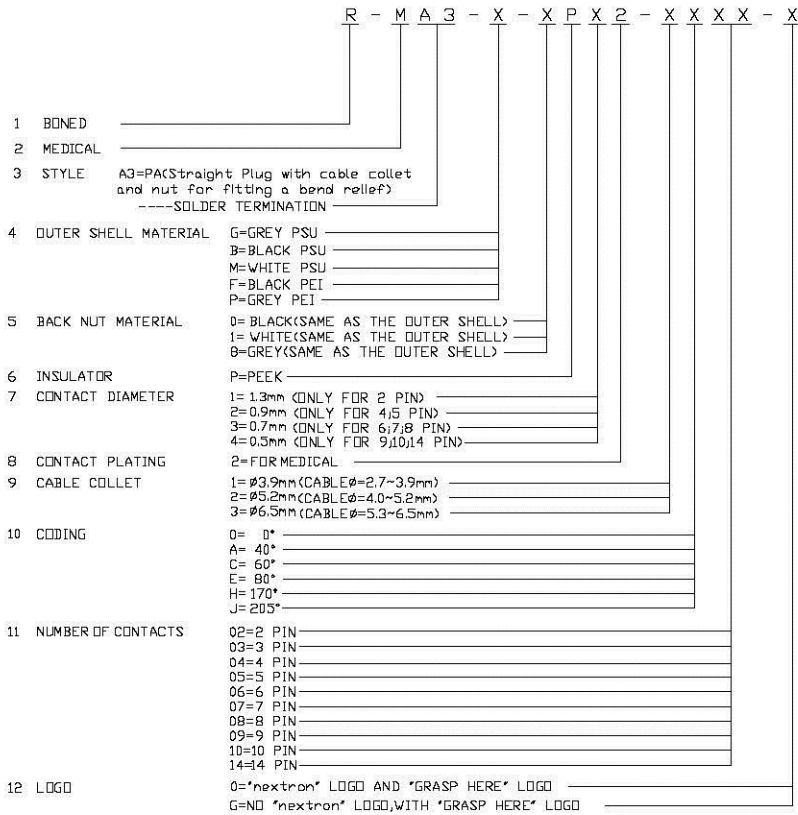 R - M A 3 - X - X P X 2 - X X X X - X
1 BONED
2 MEDICAL
3 STYLE A3=PA(Straight Plug with cable collet
and nut for fitting a bend relief)
----SOLDER TERMINATION
4 OUTER SHELL MATERIAL G=GREY PSU
B=BLACK PSU
M=WHITE PSU
F=BLACK PEI
P=GREY PEI
5 BACK NUT MATERIAL 0= BLACK(SAME AS THE OUTER SHELL)
1= WHITE(SAME AS THE OUTER SHELL)
8=GREY(SAME AS THE OUTER SHELL)
6 INSULATOR P=PEEK
7 CONTACT DIAMETER 1= 1.3mm (ONLY FOR 2 PIN)
2=0.9mm (ONLY FOR 4;5 PIN)
3=0.7mm (ONLY FOR 6;7;8 PIN)
4=0.5mm (ONLY FOR 9;10;14 PIN)
8 CONTACT PLATING 2=FOR MEDICAL
9 CABLE COLLET 1=Ø3.9mm(CABLEØ=2.7~3.9mm)
2=Ø5.2mm(CABLEØ=4.0~5.2mm)
3=Ø6.5mm(CABLEØ=5.3~6.5mm)
10 CODING 0= 0°
A= 40°
C= 60°
E= 80°
H=170°
J=205°
11 NUMBER OF CONTACTS 02=2 PIN
03=3 PIN
04=4 PIN
05=5 PIN
06=6 PIN
07=7 PIN
08=8 PIN
09=9 PIN
10=10 PIN
14=14 PIN
12 LOGO 0="nextron" LOGO AND "GRASP HERE" LOGO
G=NO "nextron" LOGO,WITH "GRASP HERE" LOGO